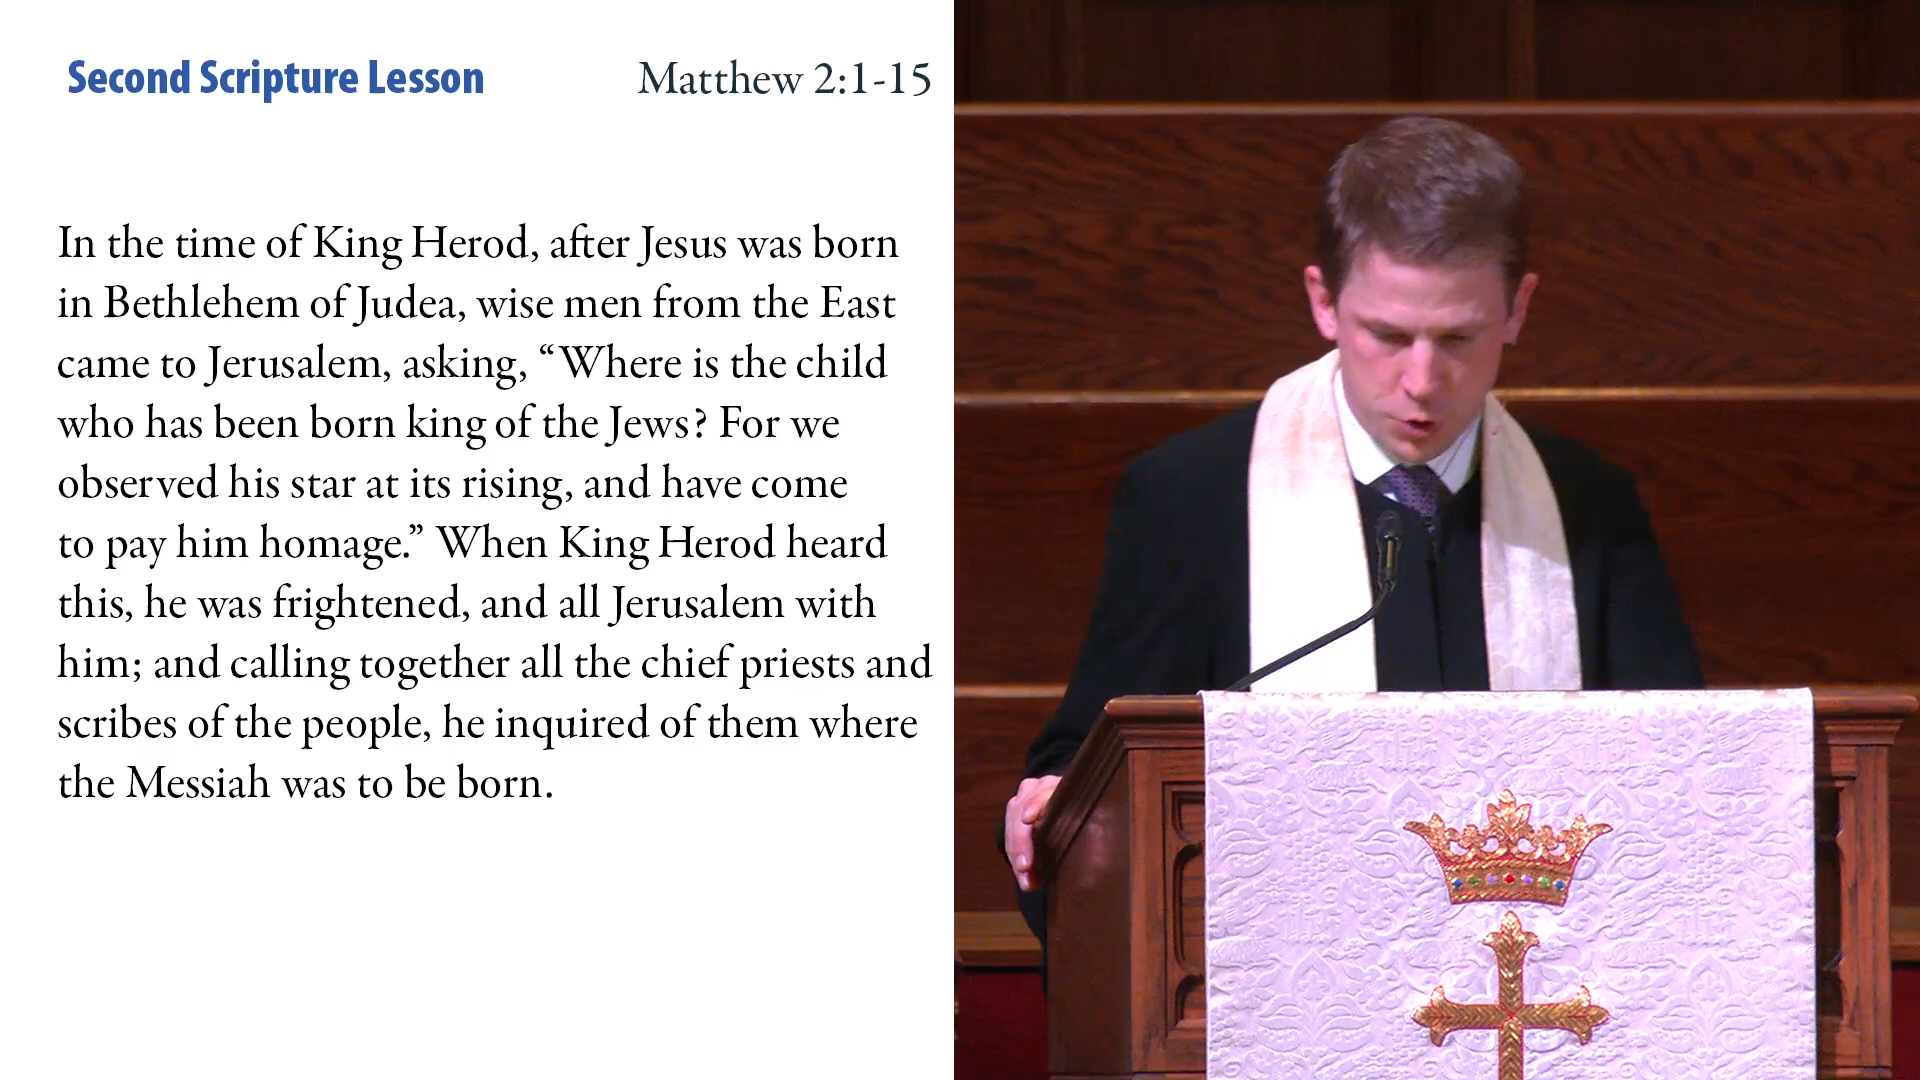 Second Scripture Lesson Matthew 2:1-15
In the time of King Herod, after Jesus was born
in Bethlehem of Judea, wise men from the East
came to Jerusalem, asking, “Where is the child
who has been born king of the Jews? For we
observed his star at its rising, and have come
to pay him homage.” When King Herod heard
this, he was frightened, and all Jerusalem with
him; and calling together all the chief priests and
scribes of the people, he inquired of them where
the Messiah was to be born.